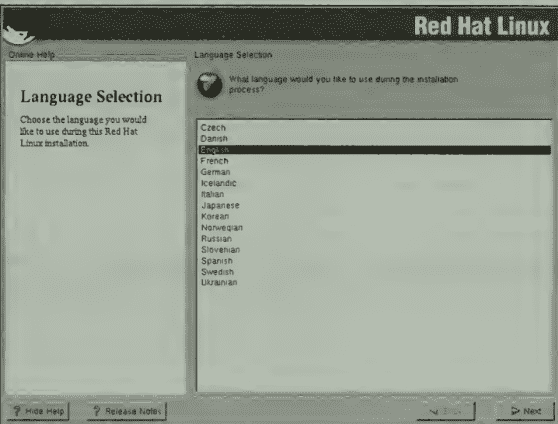 Red Hat Linux
Online Help
Language Selection
Choose the language you would
like to use during this Red Hat
Linux installation.
Language Selection
What language would you like to use during the installation
process?
Czech
Danish
English
French
German
Icelandic
Italian
Japanese
Korean
Norwegian
Russian
Slovenian
Spanish
Swedish
Ukrainian
Hide Help
Release Notes
Back
Next